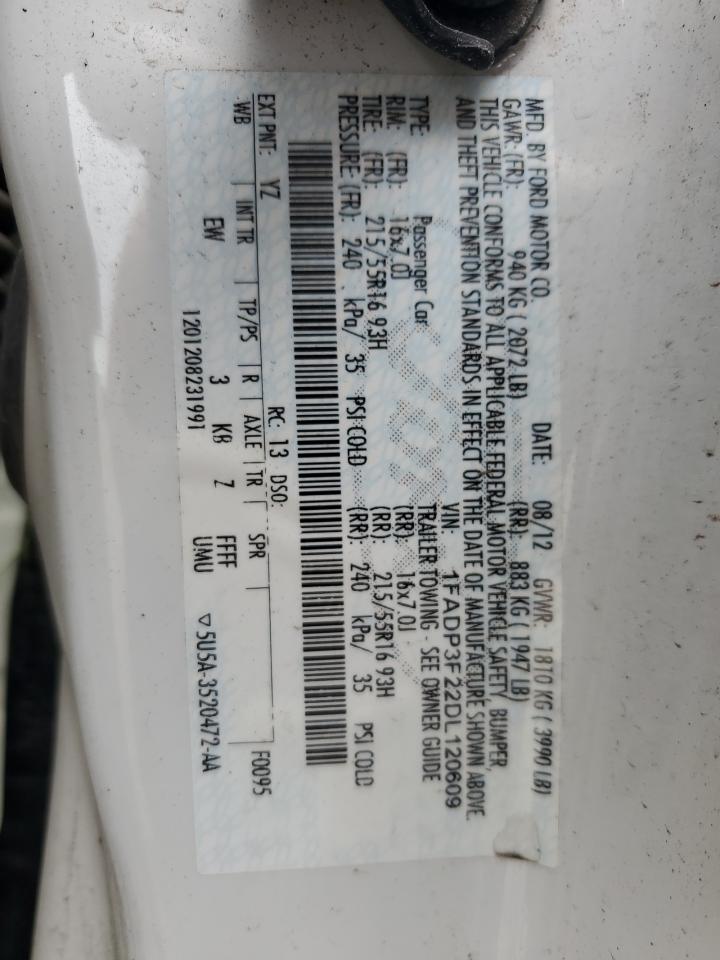 MFD. BY FORD MOTOR CO. DATE: 08/12 GVWR: 1810 KG ( 3990 LB)
GAWR: (FR): 940 KG ( 2072 LB) (RR): 883 KG ( 1947 LB)
THIS VEHICLE CONFORMS TO ALL APPLICABLE FEDERAL MOTOR VEHICLE SAFETY, BUMPER,
AND THEFT PREVENTION STANDARDS IN EFFECT ON THE DATE OF MANUFACTURE SHOWN ABOVE.
VIN: 1FADP3F22DL120609
TYPE: Passenger Car TRAILER TOWING - SEE OWNER GUIDE
RIM: (FR): 16x7.0J (RR): 16x7.0J
TIRE: (FR): 215/55R16 93H (RR): 215/55R16 93H
PRESSURE (FR): 240 kPa/ 35 PSI COLD (RR): 240 kPa/ 35 PSI COLD
EXT PNT: YZ RC: 13 DSO: F0095
WB INT TR TP/PS R AXLE TR SPR
EW 3 KB Z FFFF
1201208231991 UMU ▽5U5A-3520472-AA